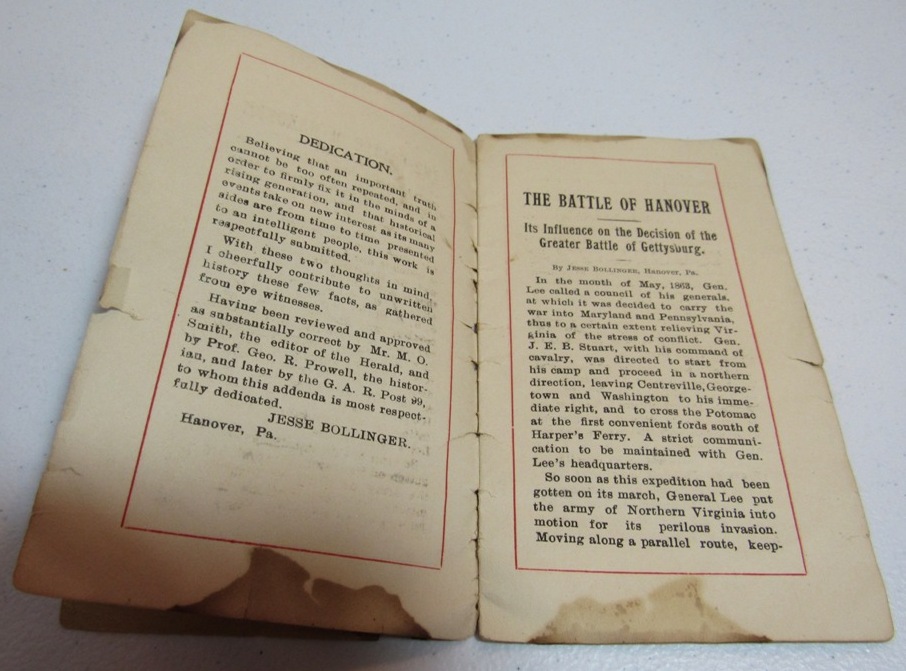 DEDICATION.
Believing that an important truth
cannot be too often repeated, and in
order to firmly fix it in the minds of a
rising generation, and that historical
events take on new interest as its many
sides are from time to time presented
to an intelligent people, this work is
respectfully submitted.
With these two thoughts in mind,
I cheerfully contribute to unwritten
history these few facts, as gathered
from eye witnesses.
Having been reviewed and approved
as substantially correct by Mr. M. O.
Smith, the editor of the Herald, and
by Prof. Geo. R. Prowell, the histor-
ian, and later by the G. A. R. Post 99,
to whom this addenda is most respect-
fully dedicated.
JESSE BOLLINGER.
Hanover, Pa.
THE BATTLE OF HANOVER
Its Influence on the Decision of the
Greater Battle of Gettysburg.
By JESSE BOLLINGER, Hanover, Pa.
In the month of May, 1863, Gen.
Lee called a council of his generals.
at which it was decided to carry the
war into Maryland and Pennsylvania,
thus to a certain extent relieving Vir-
ginia of the stress of conflict. Gen.
J. E. B. Stuart, with his command of
cavalry, was directed to start from
his camp and proceed in a northern
direction, leaving Centreville, George-
town and Washington to his imme-
diate right, and to cross the Potomac
at the first convenient fords south of
Harper's Ferry. A strict communi-
cation to be maintained with Gen.
Lee's headquarters.
So soon as this expedition had been
gotten on its march, General Lee put
the army of Northern Virginia into
motion for its perilous invasion.
Moving along a parallel route, keep-